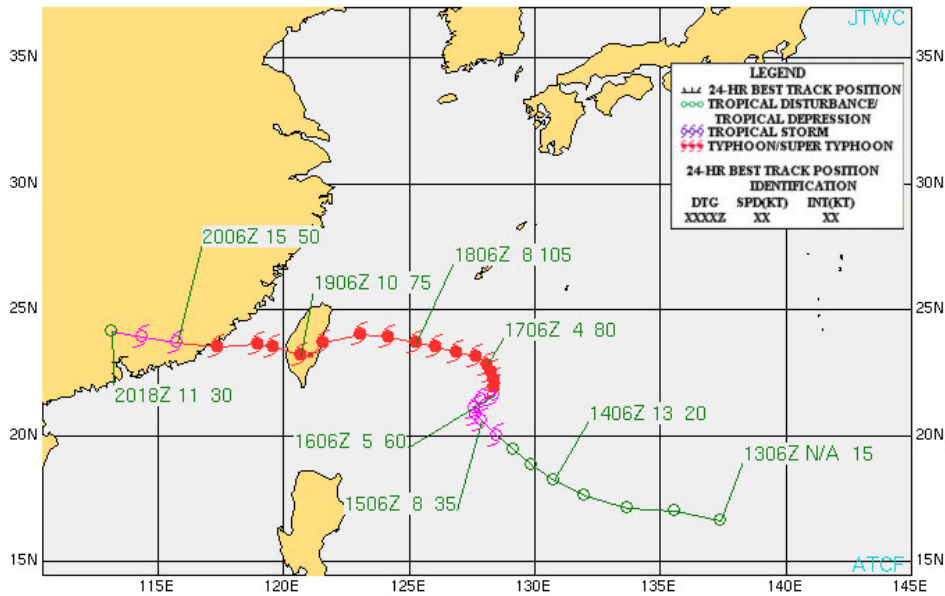 35N
JTWC
35N
LEGEND
24-HR BEST TRACK POSITION
TROPICAL DISTURBANCE/
TROPICAL DEPRESSION
TROPICAL STORM
TYPHOON/SUPER TYPHOON
24-HR BEST TRACK POSITION
IDENTIFICATION
DTG SPD(KT) INT(KT)
XXXXZ XX XX
30N
30N
2006Z 15 50
1806Z 8 105
1906Z 10 75
25N
25N
1706Z 4 80
2018Z 11 30
1406Z 13 20
1606Z 5 60
1306Z N/A 15
20N
20N
1506Z 8 35
15N
ATCF
15N
115E
120E
125E
130E
135E
140E
145E